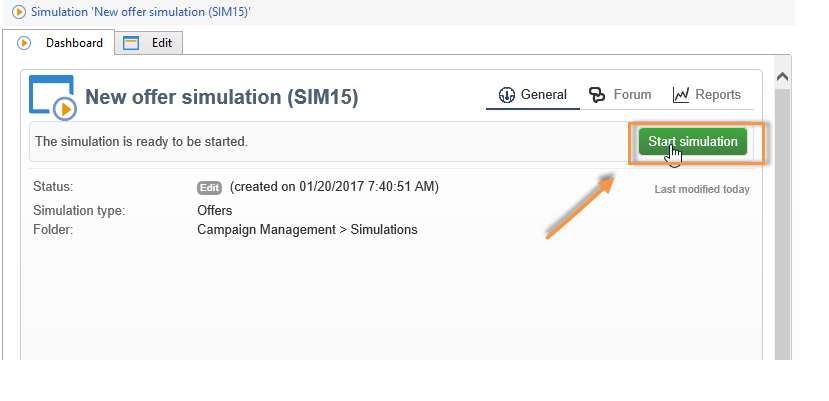 Simulation 'New offer simulation (SIM15)'
Dashboard Edit
New offer simulation (SIM15) General Forum Reports
The simulation is ready to be started. Start simulation
Status: Edit (created on 01/20/2017 7:40:51 AM) Last modified today
Simulation type: Offers
Folder: Campaign Management > Simulations